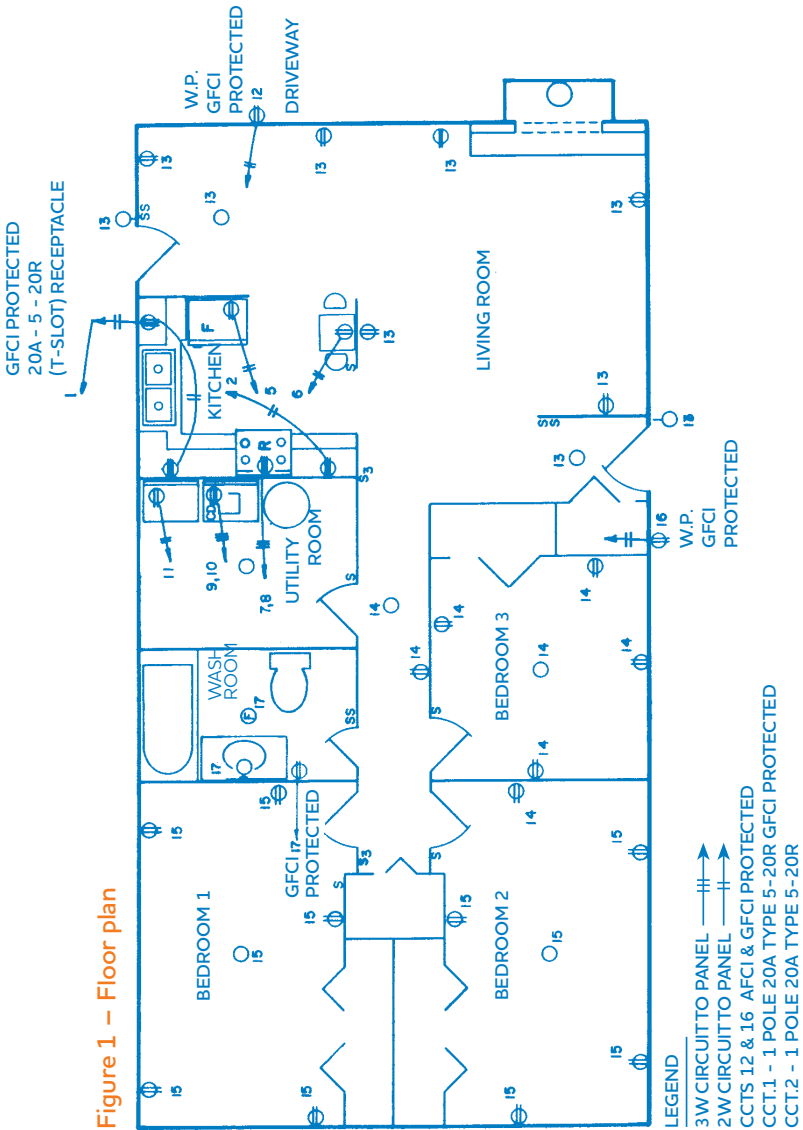 Figure 1 – Floor plan
GFCI PROTECTED
20A - 5 - 20R
(T-SLOT) RECEPTACLE
1
13
SS
13
W.P.
GFCI
PROTECTED
12
DRIVEWAY
15
15
13
11
CD
9,10
F
KITCHEN
2
5
R
7,8
6
13
13
13
13
S
S3
UTILITY
ROOM
S
WASH
ROOM
F
17
17
SS
15
17
GFCI
PROTECTED
BEDROOM 1
15
15
S3
S
15
14
14
14
S
S
15
LIVING ROOM
BEDROOM 2
15
15
14
BEDROOM 3
14
14
14
S
S
13
13
13
15
15
13
16
W.P.
GFCI
PROTECTED
LEGEND
3W CIRCUIT TO PANEL
2W CIRCUIT TO PANEL
CCTS 12 & 16 AFCI & GFCI PROTECTED
CCT.1 - 1 POLE 20A TYPE 5-20R GFCI PROTECTED
CCT.2 - 1 POLE 20A TYPE 5-20R